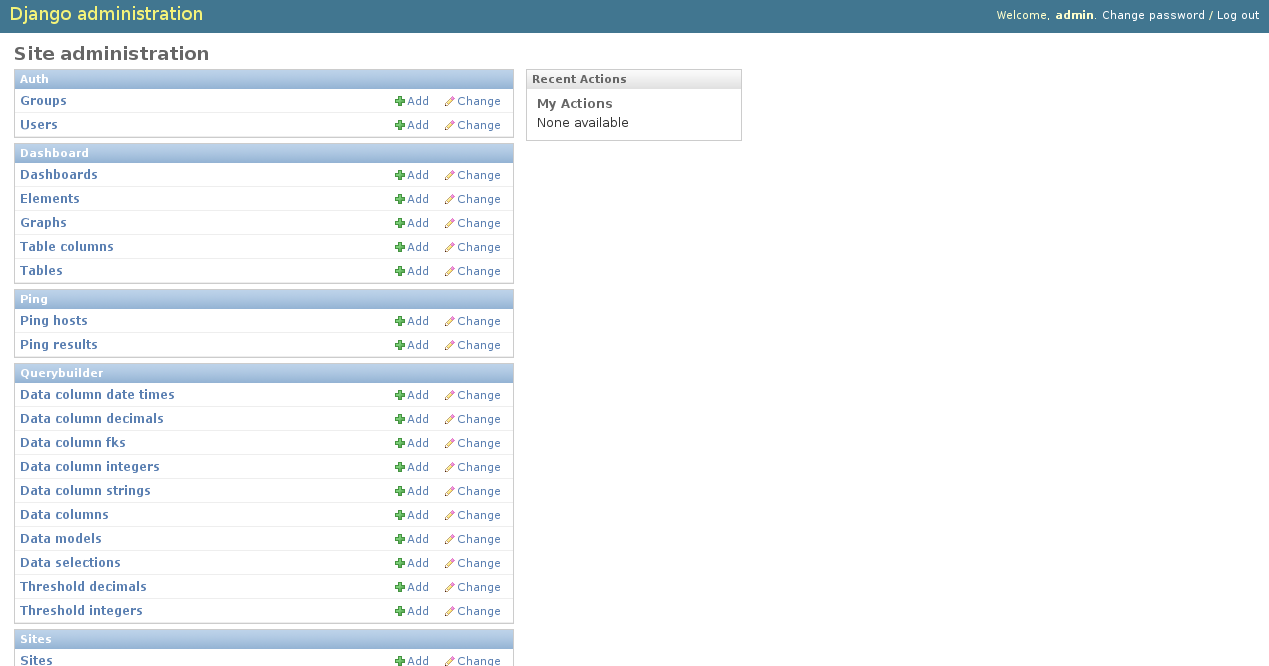 Django administration
Welcome, admin. Change password / Log out
Site administration
Auth
Groups Add Change
Users Add Change
Dashboard
Dashboards Add Change
Elements Add Change
Graphs Add Change
Table columns Add Change
Tables Add Change
Ping
Ping hosts Add Change
Ping results Add Change
Querybuilder
Data column date times Add Change
Data column decimals Add Change
Data column fks Add Change
Data column integers Add Change
Data column strings Add Change
Data columns Add Change
Data models Add Change
Data selections Add Change
Threshold decimals Add Change
Threshold integers Add Change
Sites
Sites Add Change
Recent Actions
My Actions
None available